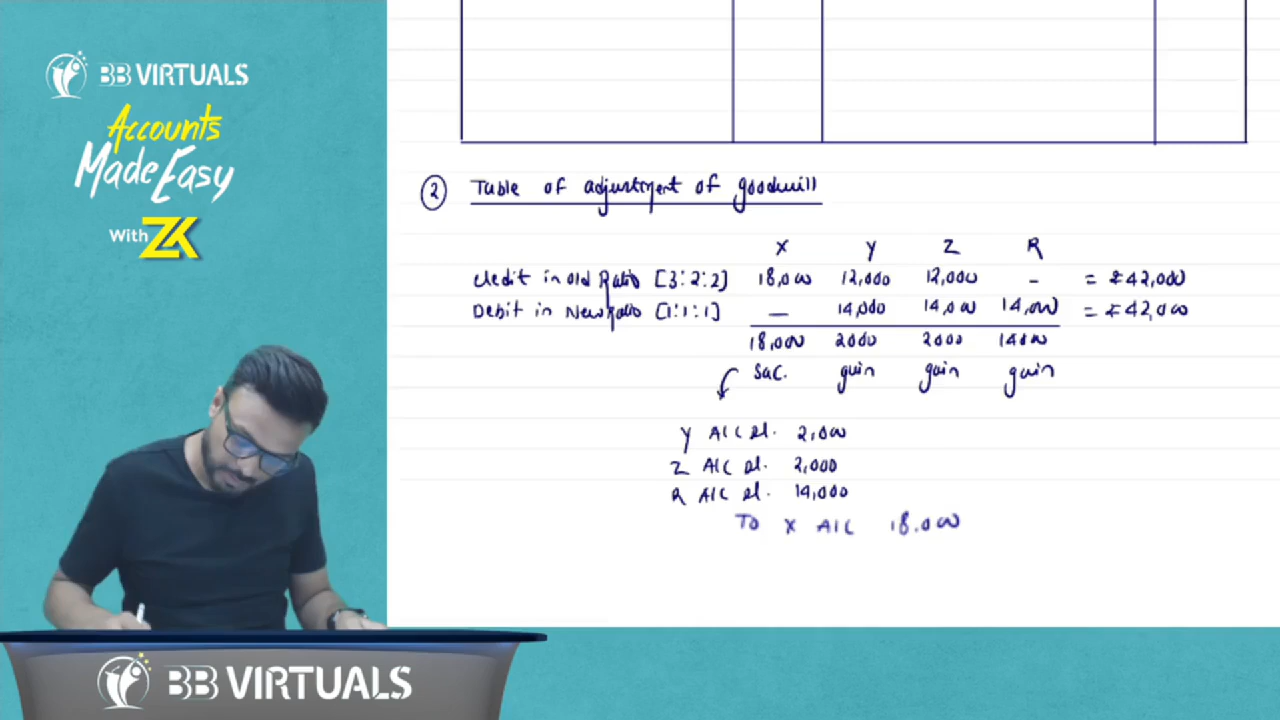 BB VIRTUALS
Accounts
Made Easy
With ZK
② Table of adjustment of goodwill
X Y Z R
Credit in Old Ratio [3:2:2] 18,000 12,000 12,000 - = ₹42,000
Debit in New Ratio [1:1:1] — 14,000 14,000 14,000 = ₹42,000
18,000 2000 2000 14000
Sac. gain gain gain
Y A/C dr. 2,000
Z A/C dr. 2,000
R A/C dr. 14,000
To X A/C 18,000
BB VIRTUALS